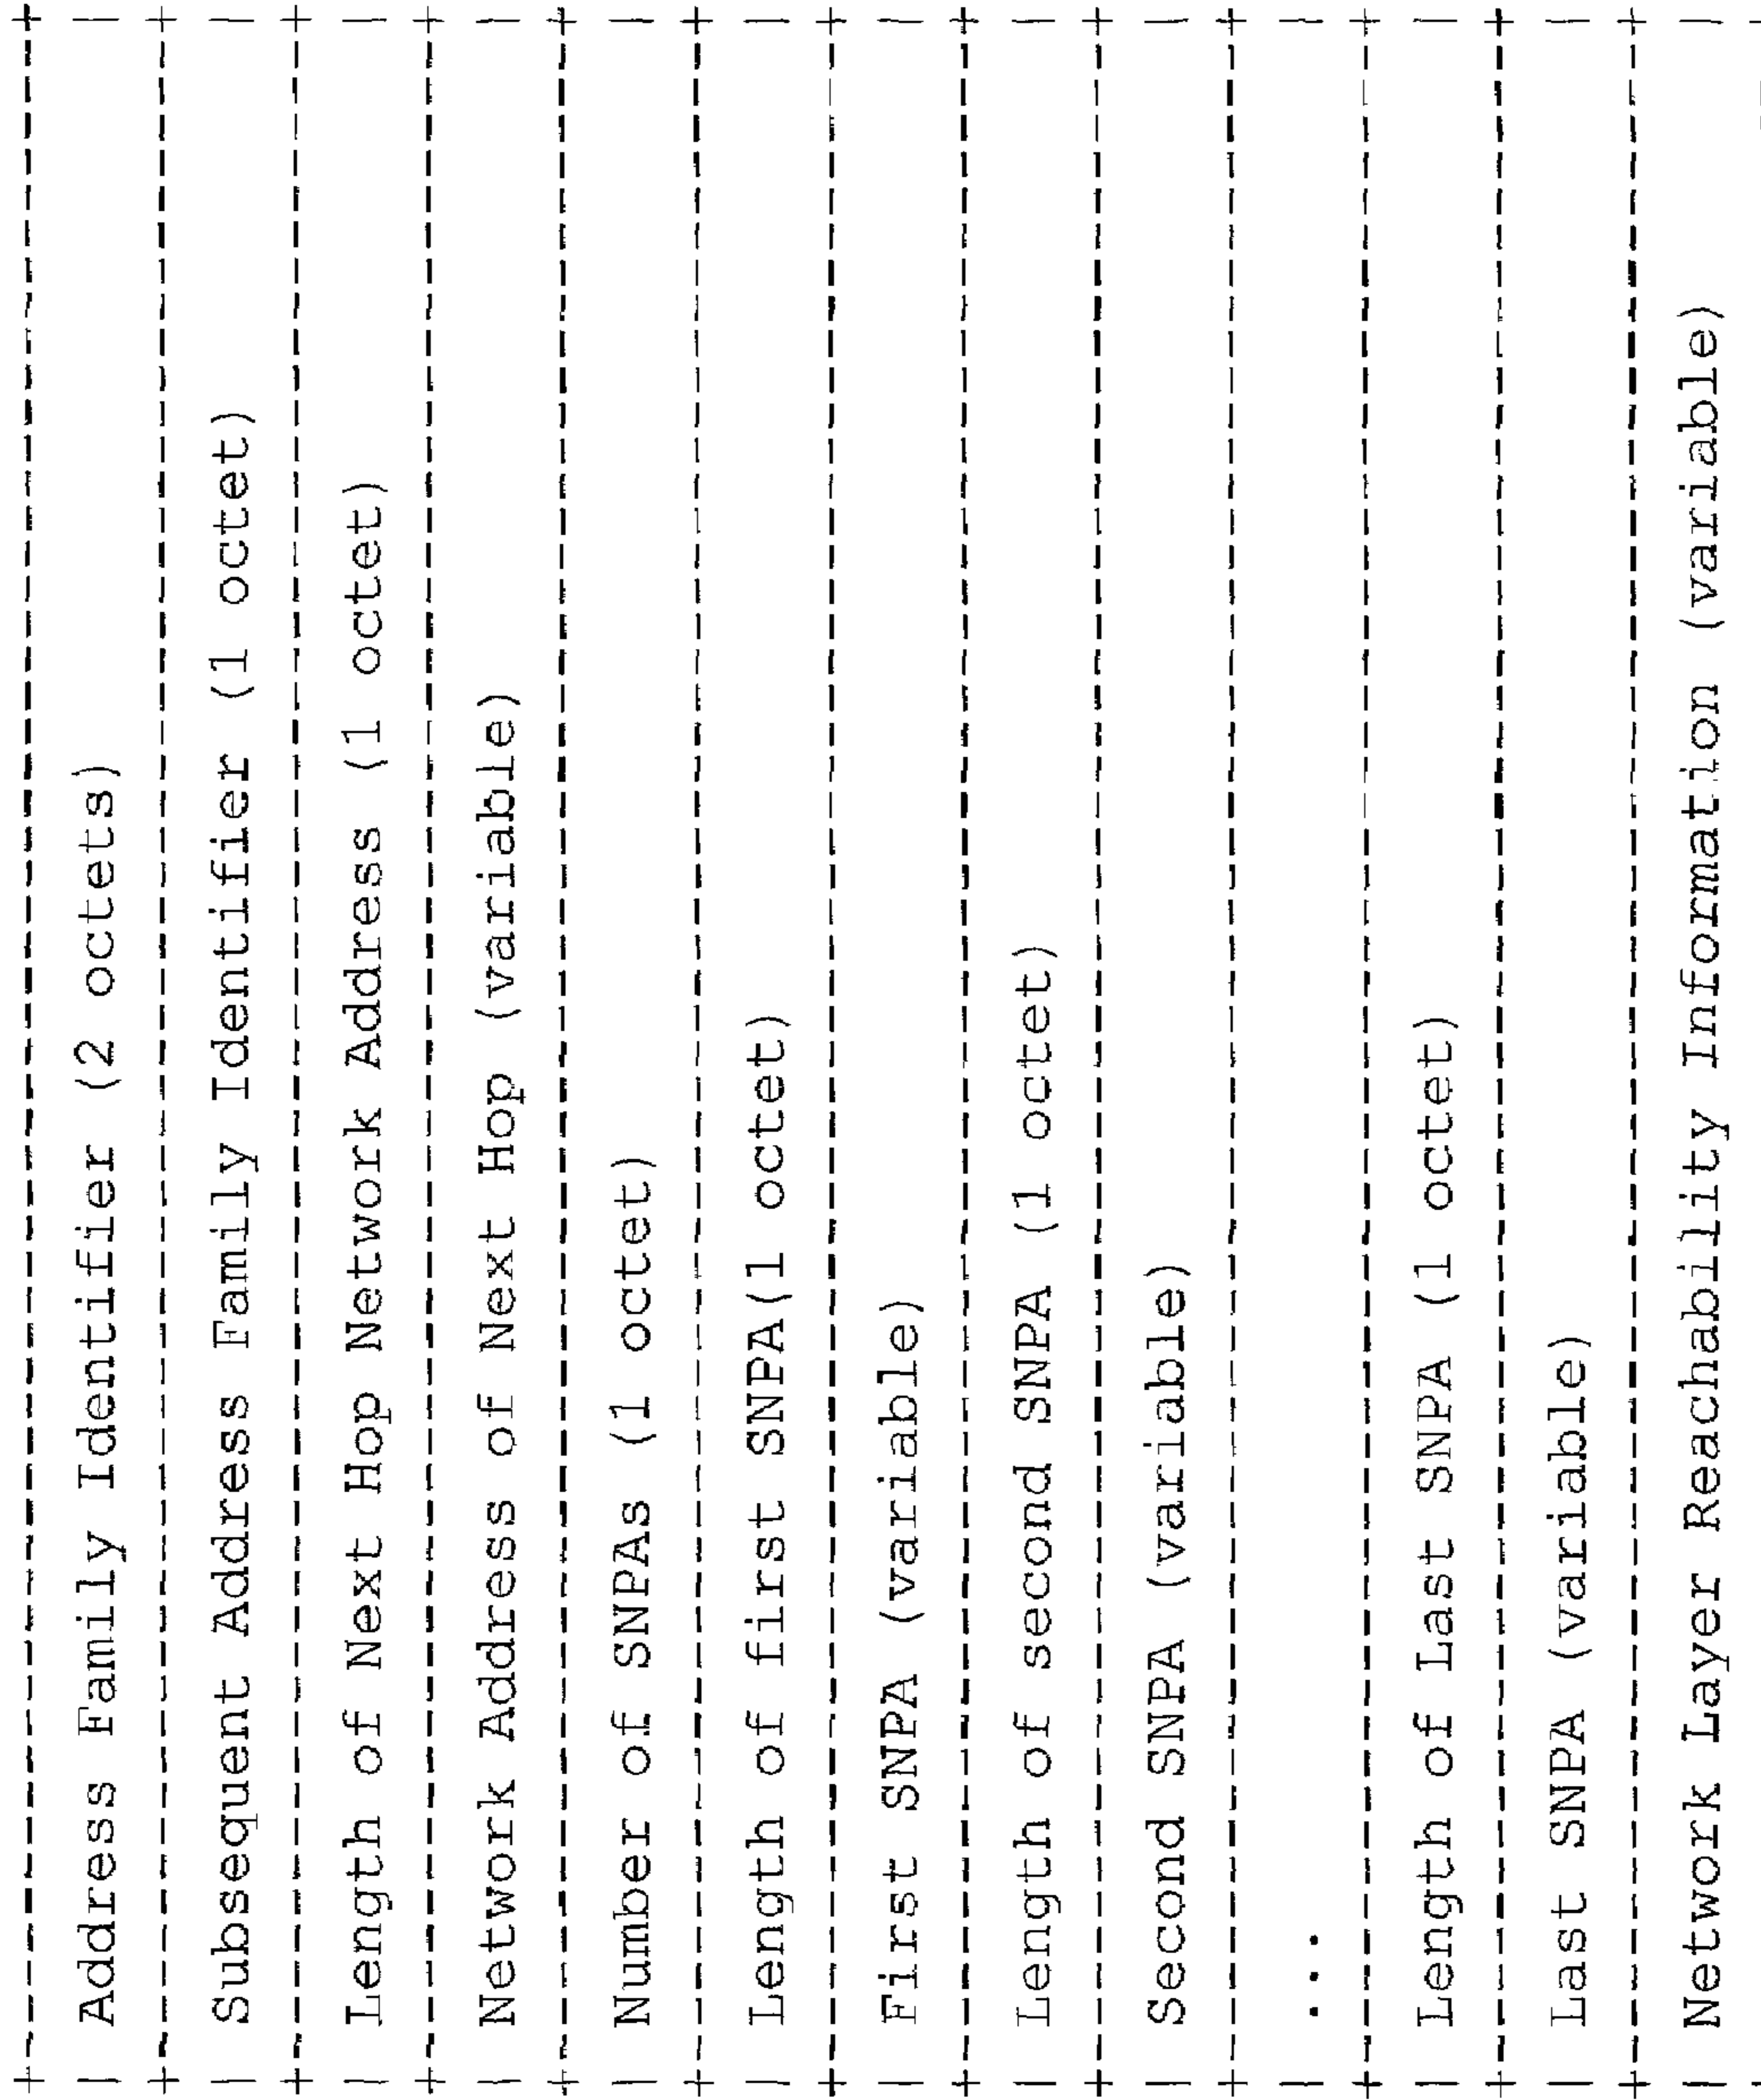 +---------------------------------------------------------+
| Address Family Identifier (2 octets) |
+---------------------------------------------------------+
| Subsequent Address Family Identifier (1 octet) |
+---------------------------------------------------------+
| Length of Next Hop Network Address (1 octet) |
+---------------------------------------------------------+
| Network Address of Next Hop (variable) |
+---------------------------------------------------------+
| Number of SNPAs (1 octet) |
+---------------------------------------------------------+
| Length of first SNPA(1 octet) |
+---------------------------------------------------------+
| First SNPA (variable) |
+---------------------------------------------------------+
| Length of second SNPA (1 octet) |
+---------------------------------------------------------+
| Second SNPA (variable) |
+---------------------------------------------------------+
| ... |
+---------------------------------------------------------+
| Length of Last SNPA (1 octet) |
+---------------------------------------------------------+
| Last SNPA (variable) |
+---------------------------------------------------------+
| Network Layer Reachability Information (variable) |